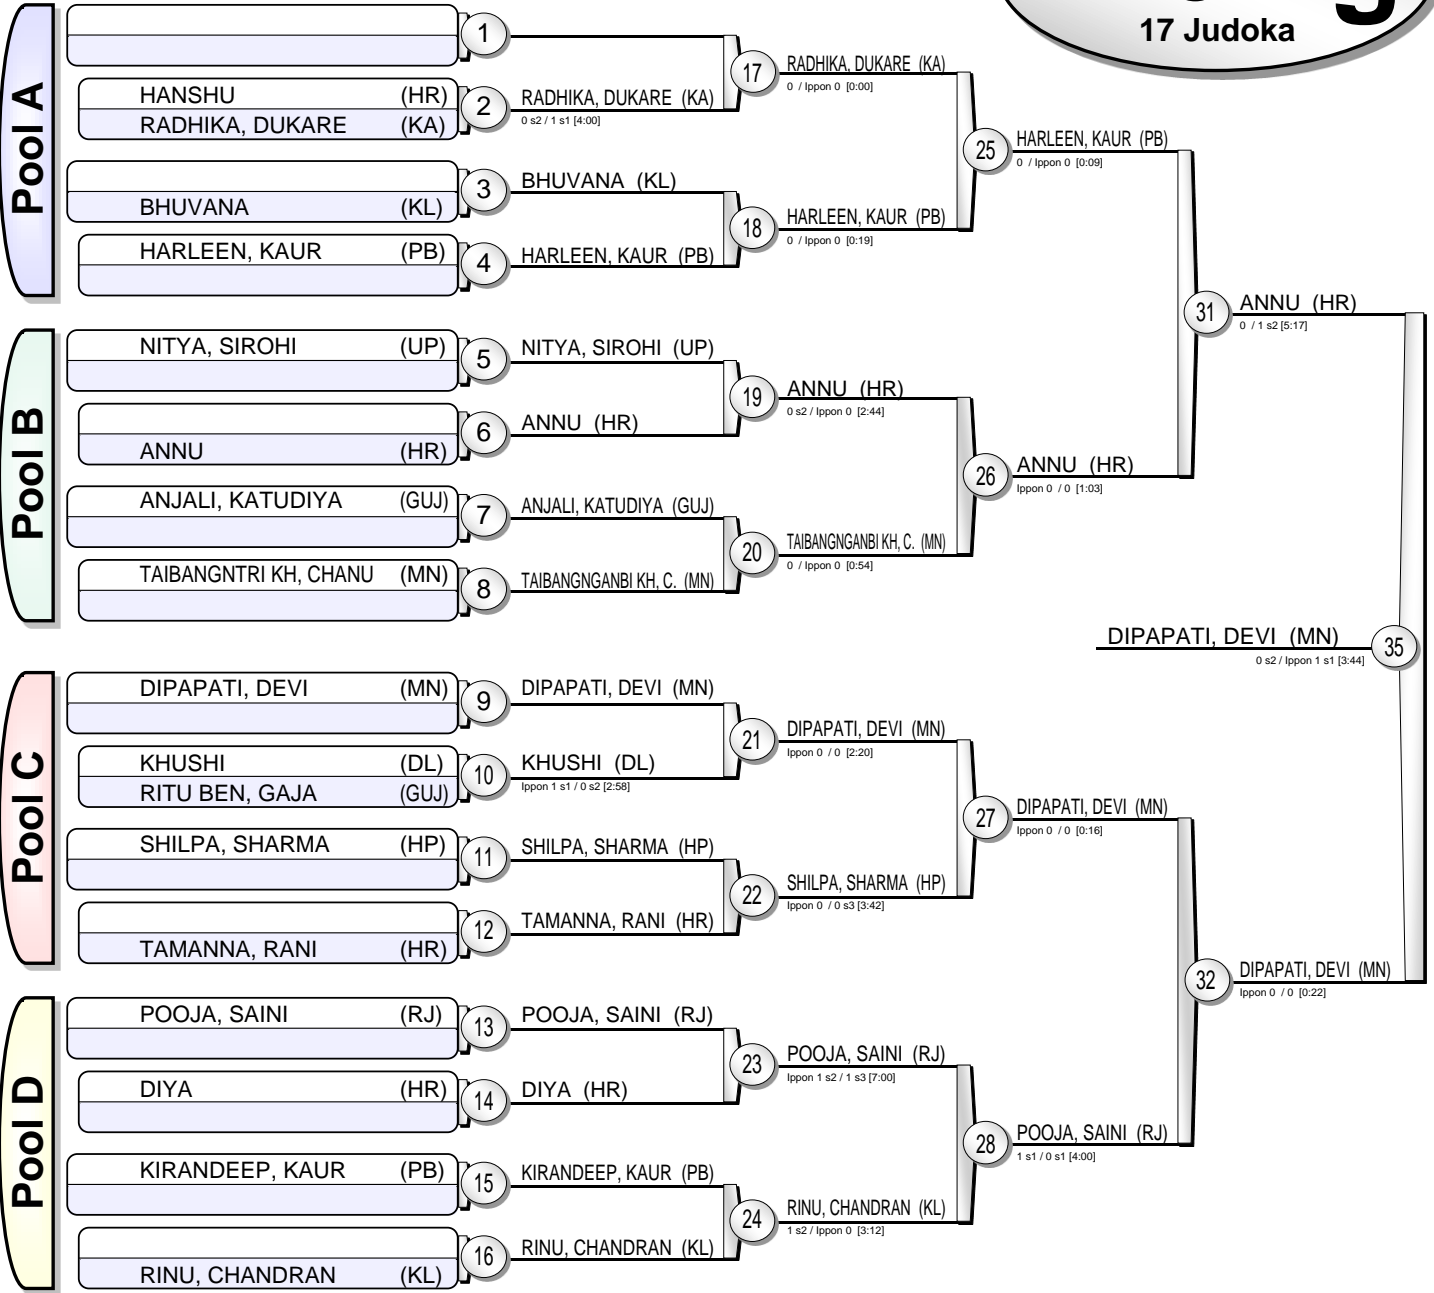 17 Judoka
Pool A
1
HANSHU (HR)
RADHIKA, DUKARE (KA)
2
RADHIKA, DUKARE (KA)
0 s2 / 1 s1 [4:00]
17
RADHIKA, DUKARE (KA)
0 / Ippon 0 [0:00]
BHUVANA (KL)
3
BHUVANA (KL)
HARLEEN, KAUR (PB)
4
HARLEEN, KAUR (PB)
18
HARLEEN, KAUR (PB)
0 / Ippon 0 [0:19]
25
HARLEEN, KAUR (PB)
0 / Ippon 0 [0:09]
Pool B
NITYA, SIROHI (UP)
5
NITYA, SIROHI (UP)
ANNU (HR)
6
ANNU (HR)
19
ANNU (HR)
0 s2 / Ippon 0 [2:44]
ANJALI, KATUDIYA (GUJ)
7
ANJALI, KATUDIYA (GUJ)
TAIBANGNTRI KH, CHANU (MN)
8
TAIBANGNGANBI KH, C. (MN)
20
TAIBANGNGANBI KH, C. (MN)
0 / Ippon 0 [0:54]
26
ANNU (HR)
Ippon 0 / 0 [1:03]
31
ANNU (HR)
0 / 1 s2 [5:17]
DIPAPATI, DEVI (MN)
0 s2 / Ippon 1 s1 [3:44]
35
Pool C
DIPAPATI, DEVI (MN)
9
DIPAPATI, DEVI (MN)
KHUSHI (DL)
RITU BEN, GAJA (GUJ)
10
KHUSHI (DL)
Ippon 1 s1 / 0 s2 [2:58]
21
DIPAPATI, DEVI (MN)
Ippon 0 / 0 [2:20]
SHILPA, SHARMA (HP)
11
SHILPA, SHARMA (HP)
TAMANNA, RANI (HR)
12
TAMANNA, RANI (HR)
22
SHILPA, SHARMA (HP)
Ippon 0 / 0 s3 [3:42]
27
DIPAPATI, DEVI (MN)
Ippon 0 / 0 [0:16]
Pool D
POOJA, SAINI (RJ)
13
POOJA, SAINI (RJ)
DIYA (HR)
14
DIYA (HR)
23
POOJA, SAINI (RJ)
Ippon 1 s2 / 1 s3 [7:00]
KIRANDEEP, KAUR (PB)
15
KIRANDEEP, KAUR (PB)
RINU, CHANDRAN (KL)
16
RINU, CHANDRAN (KL)
24
RINU, CHANDRAN (KL)
1 s2 / Ippon 0 [3:12]
28
POOJA, SAINI (RJ)
1 s1 / 0 s1 [4:00]
32
DIPAPATI, DEVI (MN)
Ippon 0 / 0 [0:22]